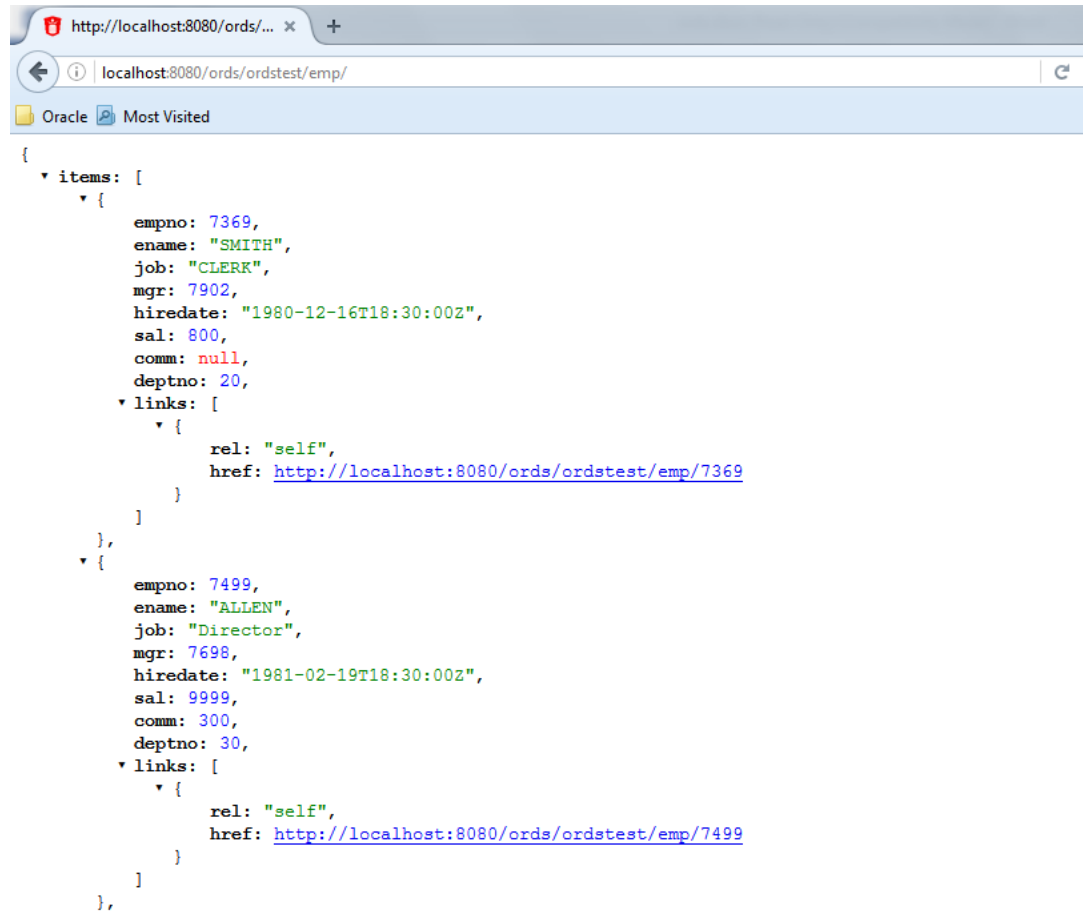 http://localhost:8080/ords/... × +
localhost:8080/ords/ordstest/emp/
Oracle Most Visited
{
▾ items: [
▾ {
empno: 7369,
ename: "SMITH",
job: "CLERK",
mgr: 7902,
hiredate: "1980-12-16T18:30:00Z",
sal: 800,
comm: null,
deptno: 20,
▾ links: [
▾ {
rel: "self",
href: http://localhost:8080/ords/ordstest/emp/7369
}
]
},
▾ {
empno: 7499,
ename: "ALLEN",
job: "Director",
mgr: 7698,
hiredate: "1981-02-19T18:30:00Z",
sal: 9999,
comm: 300,
deptno: 30,
▾ links: [
▾ {
rel: "self",
href: http://localhost:8080/ords/ordstest/emp/7499
}
]
},